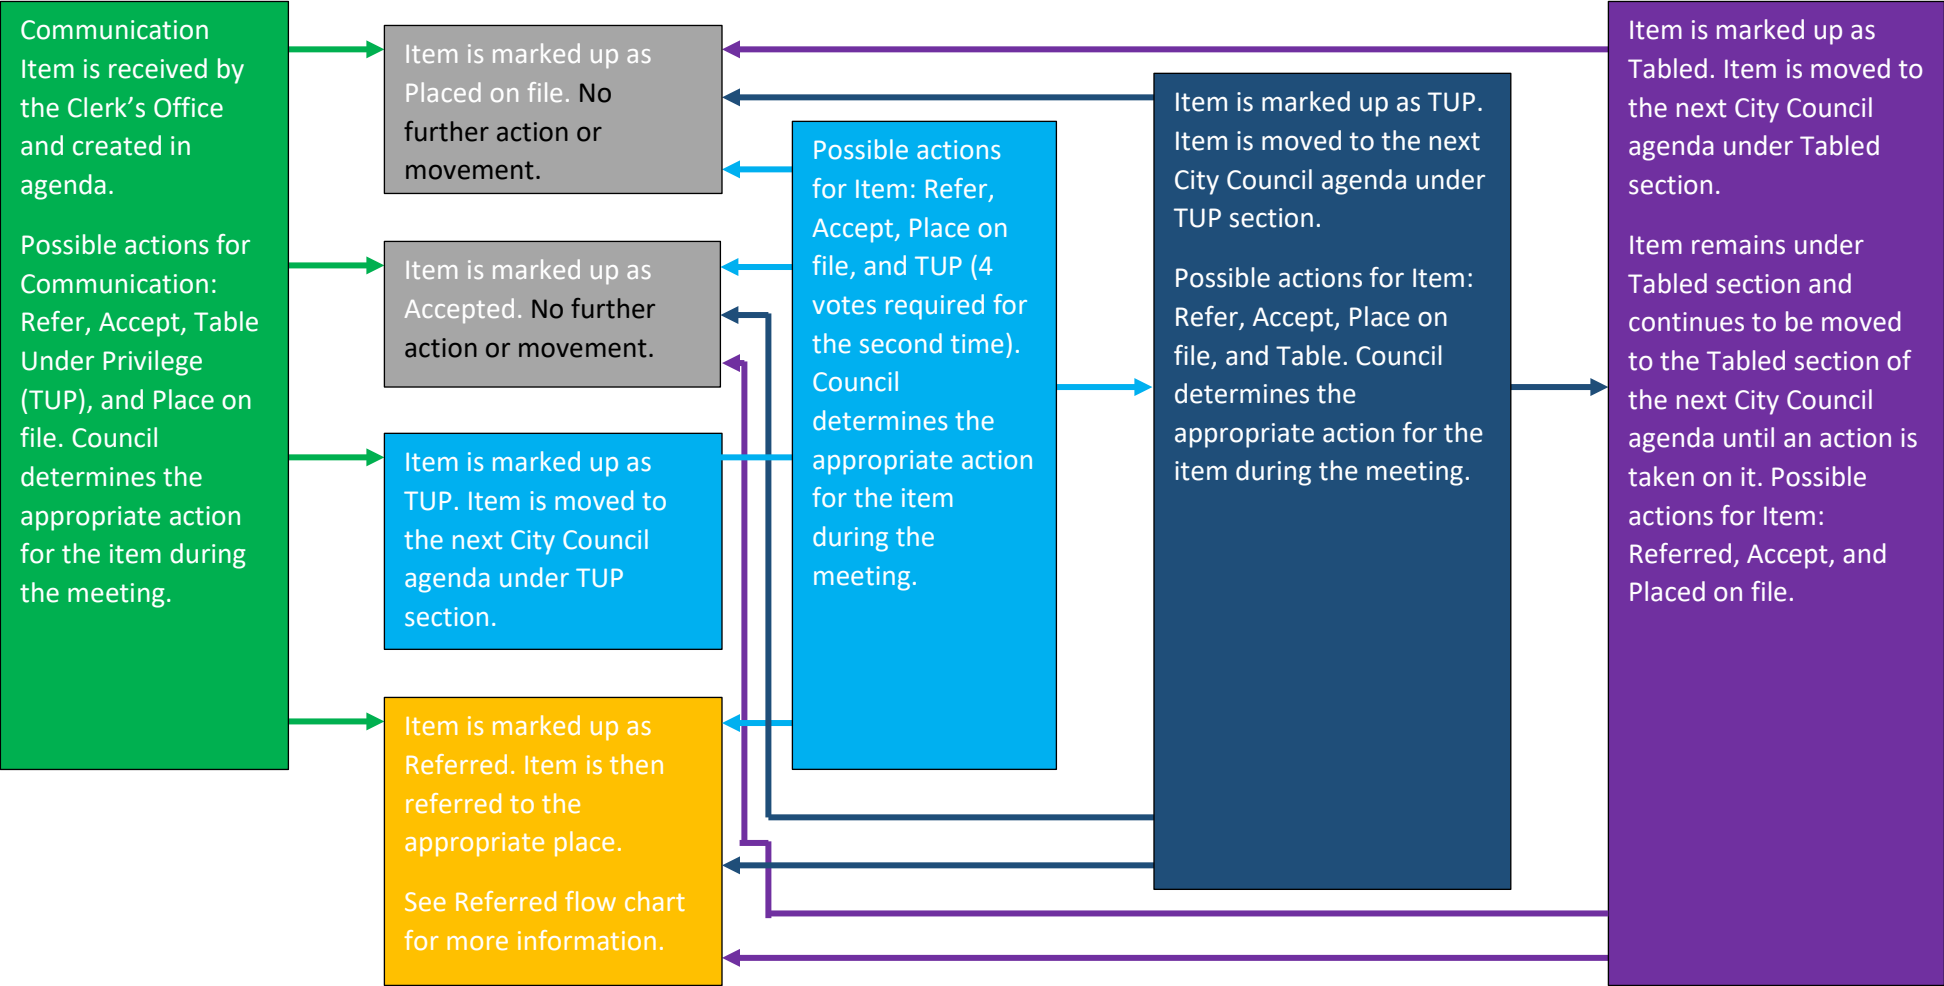 Communication
Item is received by
the Clerk’s Office
and created in
agenda.
Possible actions for
Communication:
Refer, Accept, Table
Under Privilege
(TUP), and Place on
file. Council
determines the
appropriate action
for the item during
the meeting.
Item is marked up as
Placed on file. No
further action or
movement.
Item is marked up as
Accepted. No further
action or movement.
Item is marked up as
TUP. Item is moved to
the next City Council
agenda under TUP
section.
Item is marked up as
Referred. Item is then
referred to the
appropriate place.
See Referred flow chart
for more information.
Possible actions
for Item: Refer,
Accept, Place on
file, and TUP (4
votes required for
the second time).
Council
determines the
appropriate action
for the item
during the
meeting.
Item is marked up as TUP.
Item is moved to the next
City Council agenda under
TUP section.
Possible actions for Item:
Refer, Accept, Place on
file, and Table. Council
determines the
appropriate action for the
item during the meeting.
Item is marked up as
Tabled. Item is moved to
the next City Council
agenda under Tabled
section.
Item remains under
Tabled section and
continues to be moved
to the Tabled section of
the next City Council
agenda until an action is
taken on it. Possible
actions for Item:
Referred, Accept, and
Placed on file.